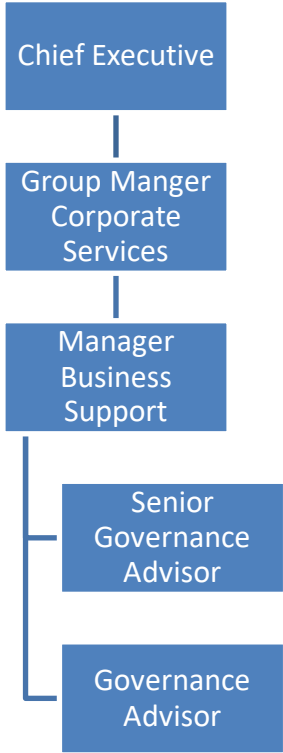 Chief Executive
Group Manger
Corporate
Services
Manager
Business
Support
Senior
Governance
Advisor
Governance
Advisor